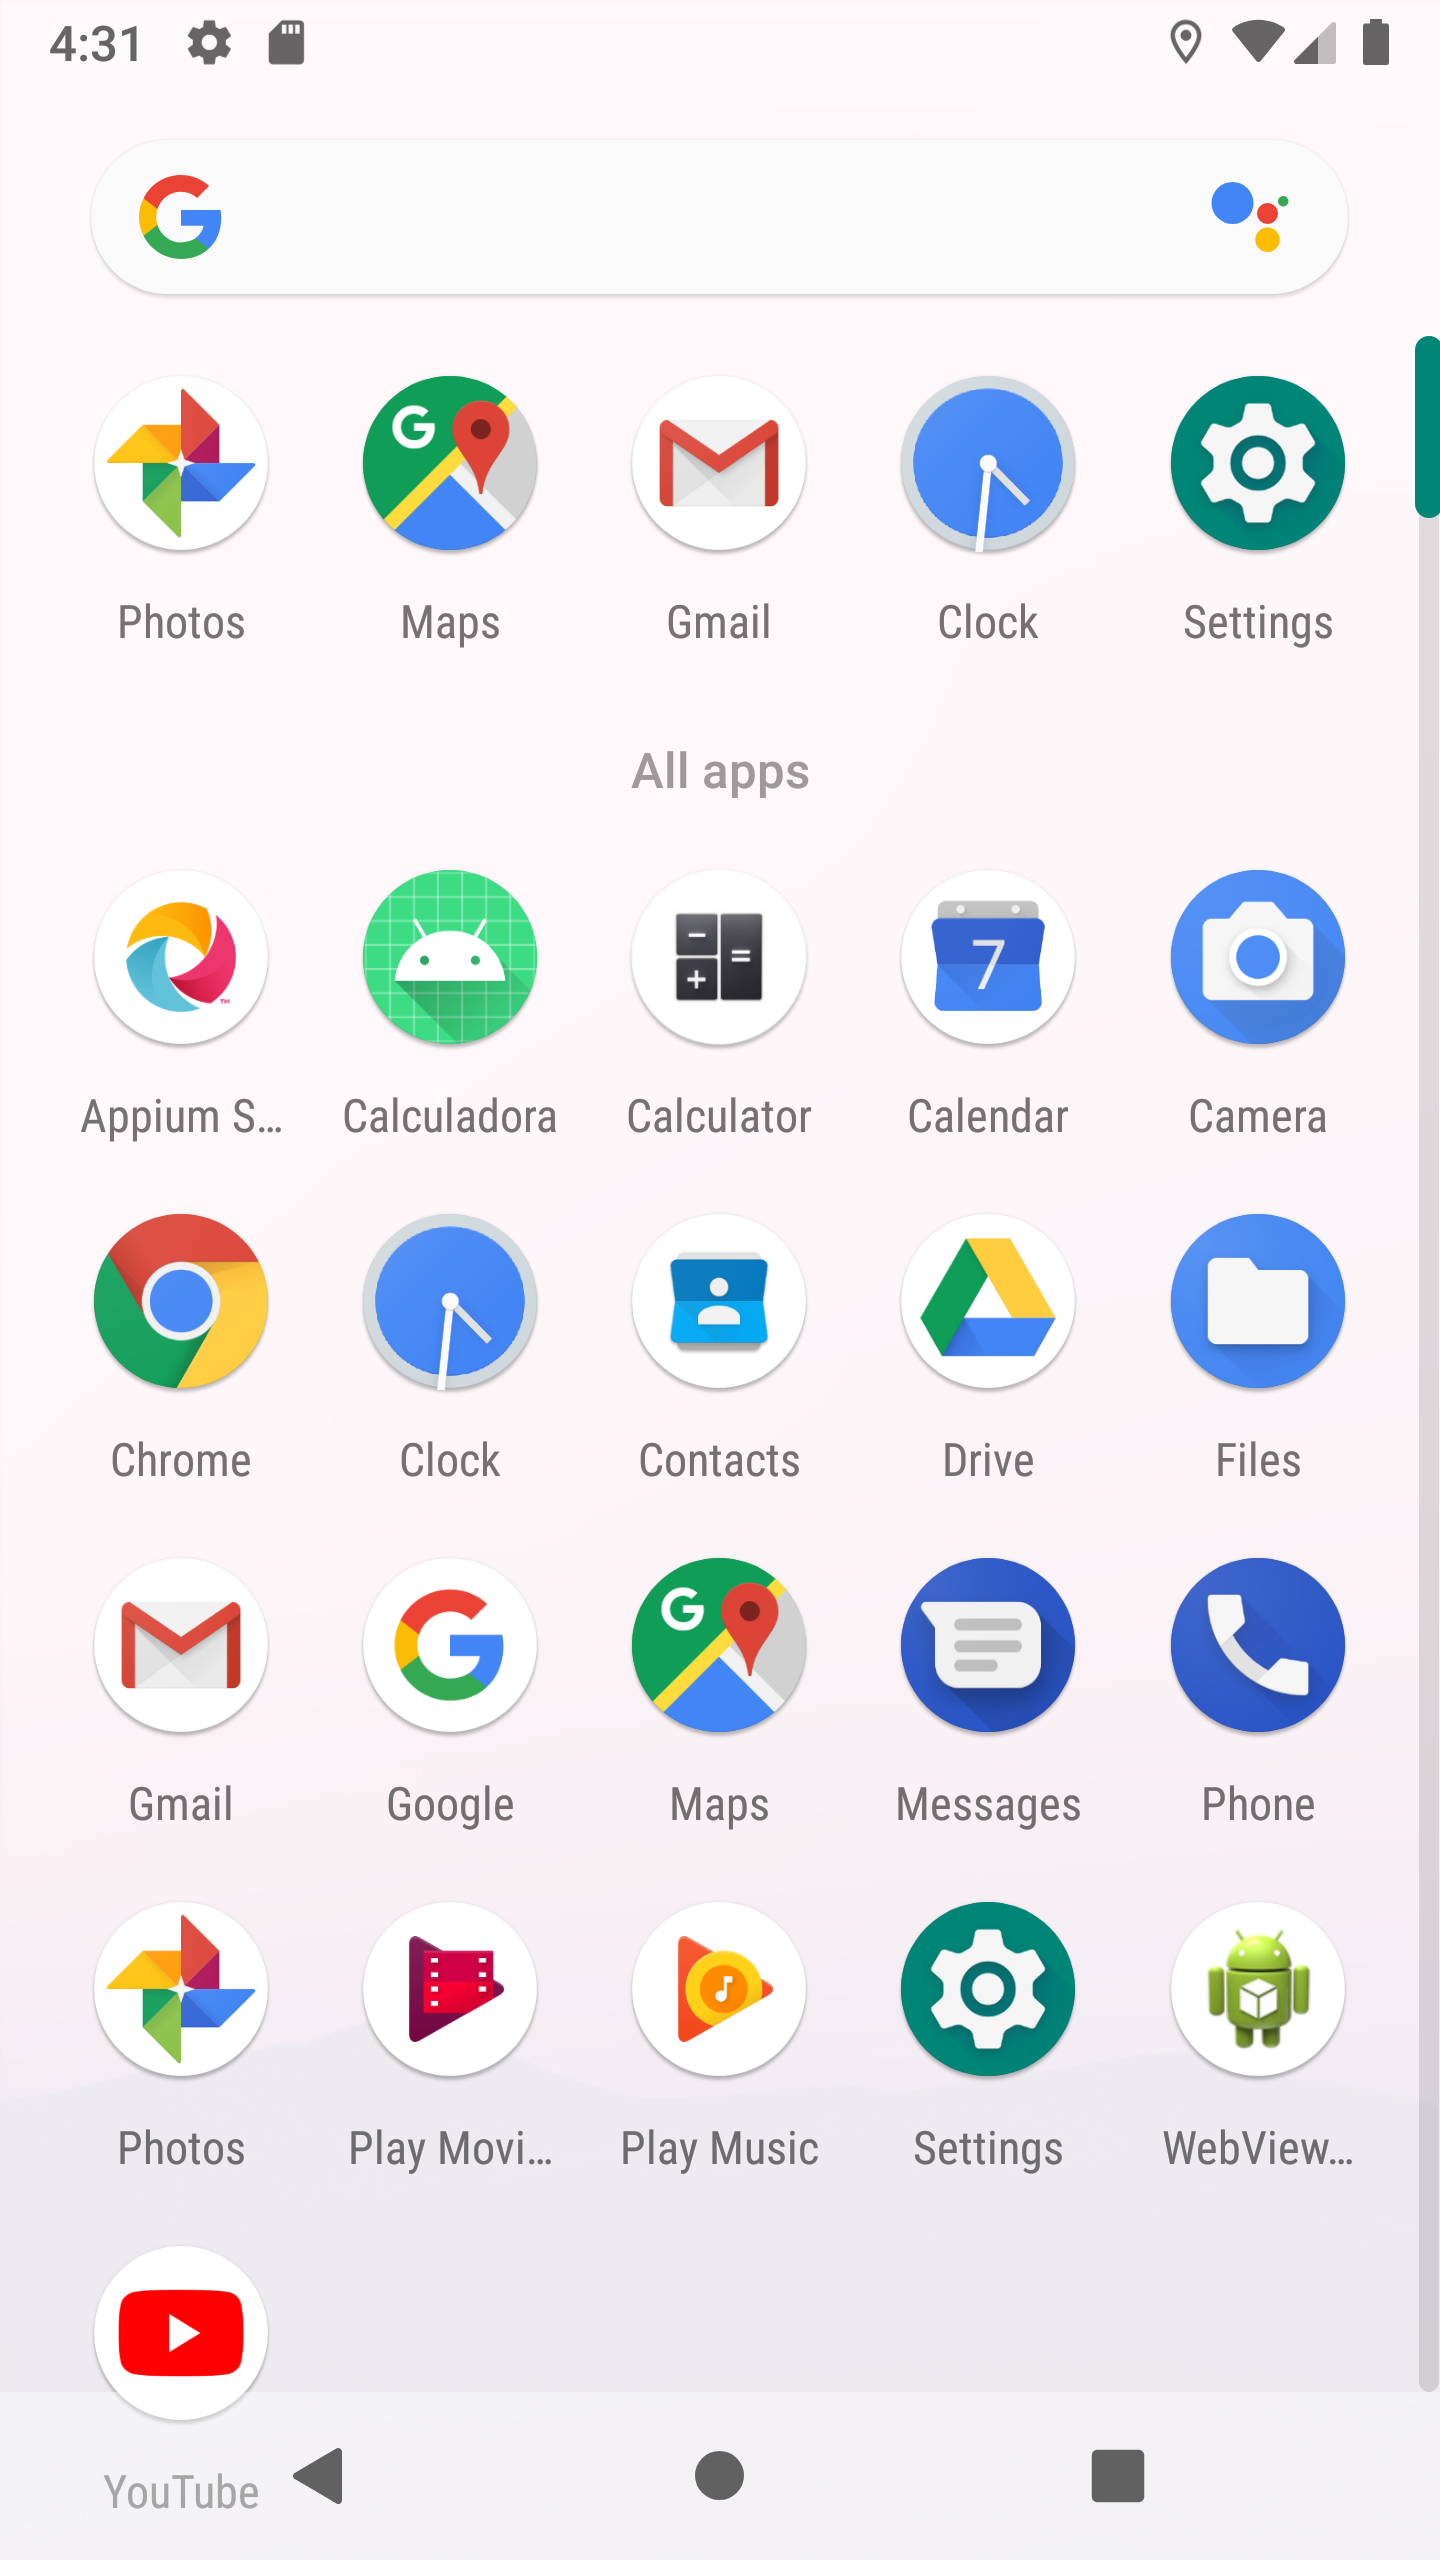 4:31
Photos Maps Gmail Clock Settings
All apps
Appium S... Calculadora Calculator Calendar Camera
Chrome Clock Contacts Drive Files
Gmail Google Maps Messages Phone
Photos Play Movi... Play Music Settings WebView...
YouTube